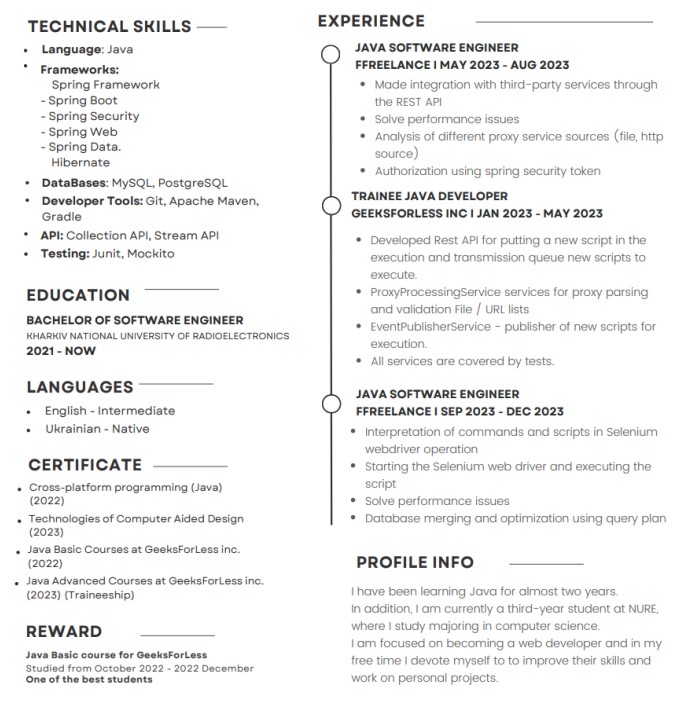 TECHNICAL SKILLS
• Language: Java
• Frameworks:
Spring Framework
- Spring Boot
- Spring Security
- Spring Web
- Spring Data.
Hibernate
• DataBases: MySQL, PostgreSQL
• Developer Tools: Git, Apache Maven,
Gradle
• API: Collection API, Stream API
• Testing: Junit, Mockito
EDUCATION
BACHELOR OF SOFTWARE ENGINEER
KHARKIV NATIONAL UNIVERSITY OF RADIOELECTRONICS
2021 - NOW
LANGUAGES
• English - Intermediate
• Ukrainian - Native
CERTIFICATE
• Cross-platform programming (Java)
(2022)
• Technologies of Computer Aided Design
(2023)
• Java Basic Courses at GeeksForLess inc.
(2022)
• Java Advanced Courses at GeeksForLess inc.
(2023) (Traineeship)
REWARD
Java Basic course for GeeksForLess
Studied from October 2022 - 2022 December
One of the best students
EXPERIENCE
JAVA SOFTWARE ENGINEER
FFREELANCE I MAY 2023 - AUG 2023
• Made integration with third-party services through
the REST API
• Solve performance issues
• Analysis of different proxy service sources (file, http
source)
• Authorization using spring security token
TRAINEE JAVA DEVELOPER
GEEKSFORLESS INC I JAN 2023 - MAY 2023
• Developed Rest API for putting a new script in the
execution and transmission queue new scripts to
execute.
• ProxyProcessingService services for proxy parsing
and validation File / URL lists
• EventPublisherService - publisher of new scripts for
execution.
• All services are covered by tests.
JAVA SOFTWARE ENGINEER
FFREELANCE I SEP 2023 - DEC 2023
• Interpretation of commands and scripts in Selenium
webdriver operation
• Starting the Selenium web driver and executing the
script
• Solve performance issues
• Database merging and optimization using query plan
PROFILE INFO
I have been learning Java for almost two years.
In addition, I am currently a third-year student at NURE,
where I study majoring in computer science.
I am focused on becoming a web developer and in my
free time I devote myself to to improve their skills and
work on personal projects.